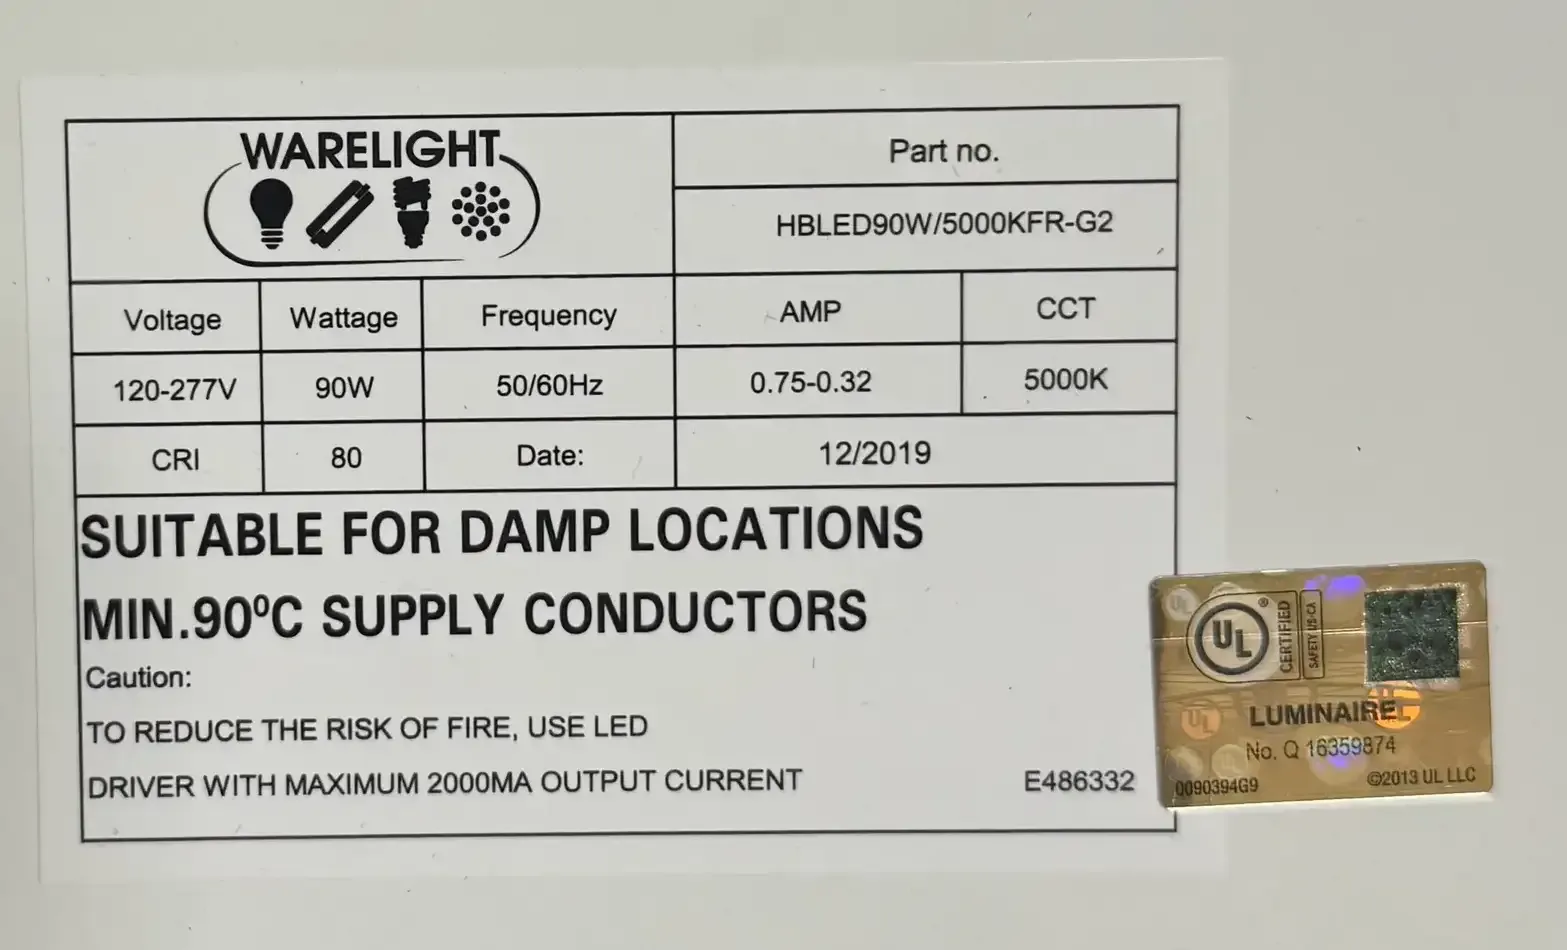 WARELIGHT
Part no.
HBLED90W/5000KFR-G2
Voltage Wattage Frequency AMP CCT
120-277V 90W 50/60Hz 0.75-0.32 5000K
CRI 80 Date: 12/2019
SUITABLE FOR DAMP LOCATIONS
MIN.90ºC SUPPLY CONDUCTORS
Caution:
TO REDUCE THE RISK OF FIRE, USE LED
DRIVER WITH MAXIMUM 2000MA OUTPUT CURRENT
E486332
UL ® CERTIFIED
SAFETY US-CA
UL
UL
LUMINAIRE
No. Q 16359874
0090394G9 ©2013 UL LLC